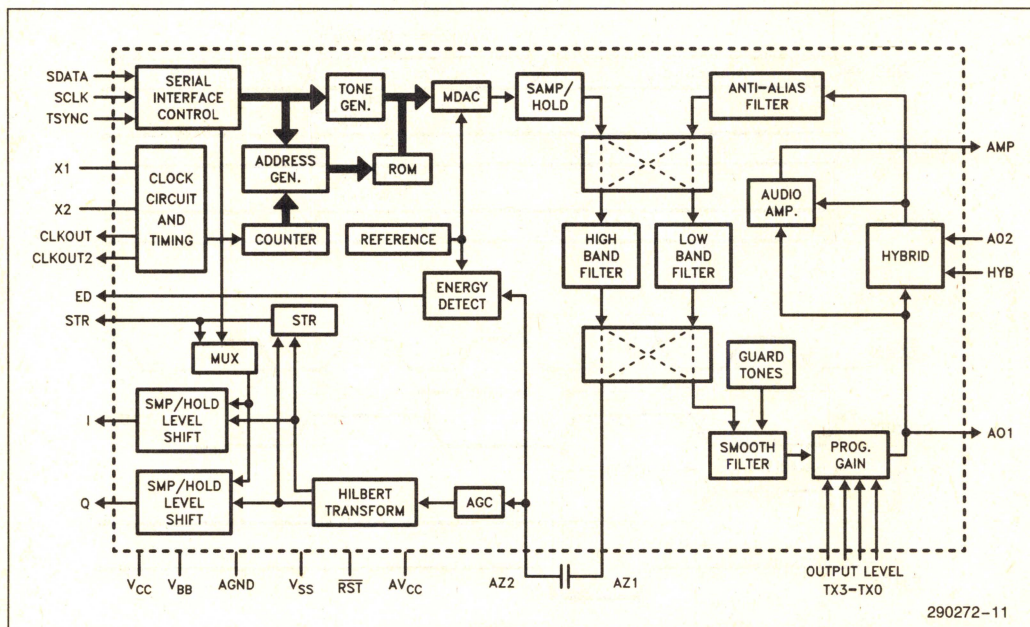 SDATA
SCLK
TSYNC
SERIAL
INTERFACE
CONTROL
TONE
GEN.
MDAC
SAMP/
HOLD
ANTI-ALIAS
FILTER
X1
X2
CLKOUT
CLKOUT2
CLOCK
CIRCUIT
AND
TIMING
ADDRESS
GEN.
ROM
AUDIO
AMP.
AMP
COUNTER
REFERENCE
HIGH
BAND
FILTER
LOW
BAND
FILTER
HYBRID
AO2
HYB
ED
ENERGY
DETECT
STR
STR
MUX
GUARD
TONES
I
SMP/HOLD
LEVEL
SHIFT
SMOOTH
FILTER
PROG.
GAIN
AO1
Q
SMP/HOLD
LEVEL
SHIFT
HILBERT
TRANSFORM
AGC
VCC
VBB
AGND
VSS
RST
AVCC
AZ2
AZ1
OUTPUT LEVEL
TX3-TX0
290272-11